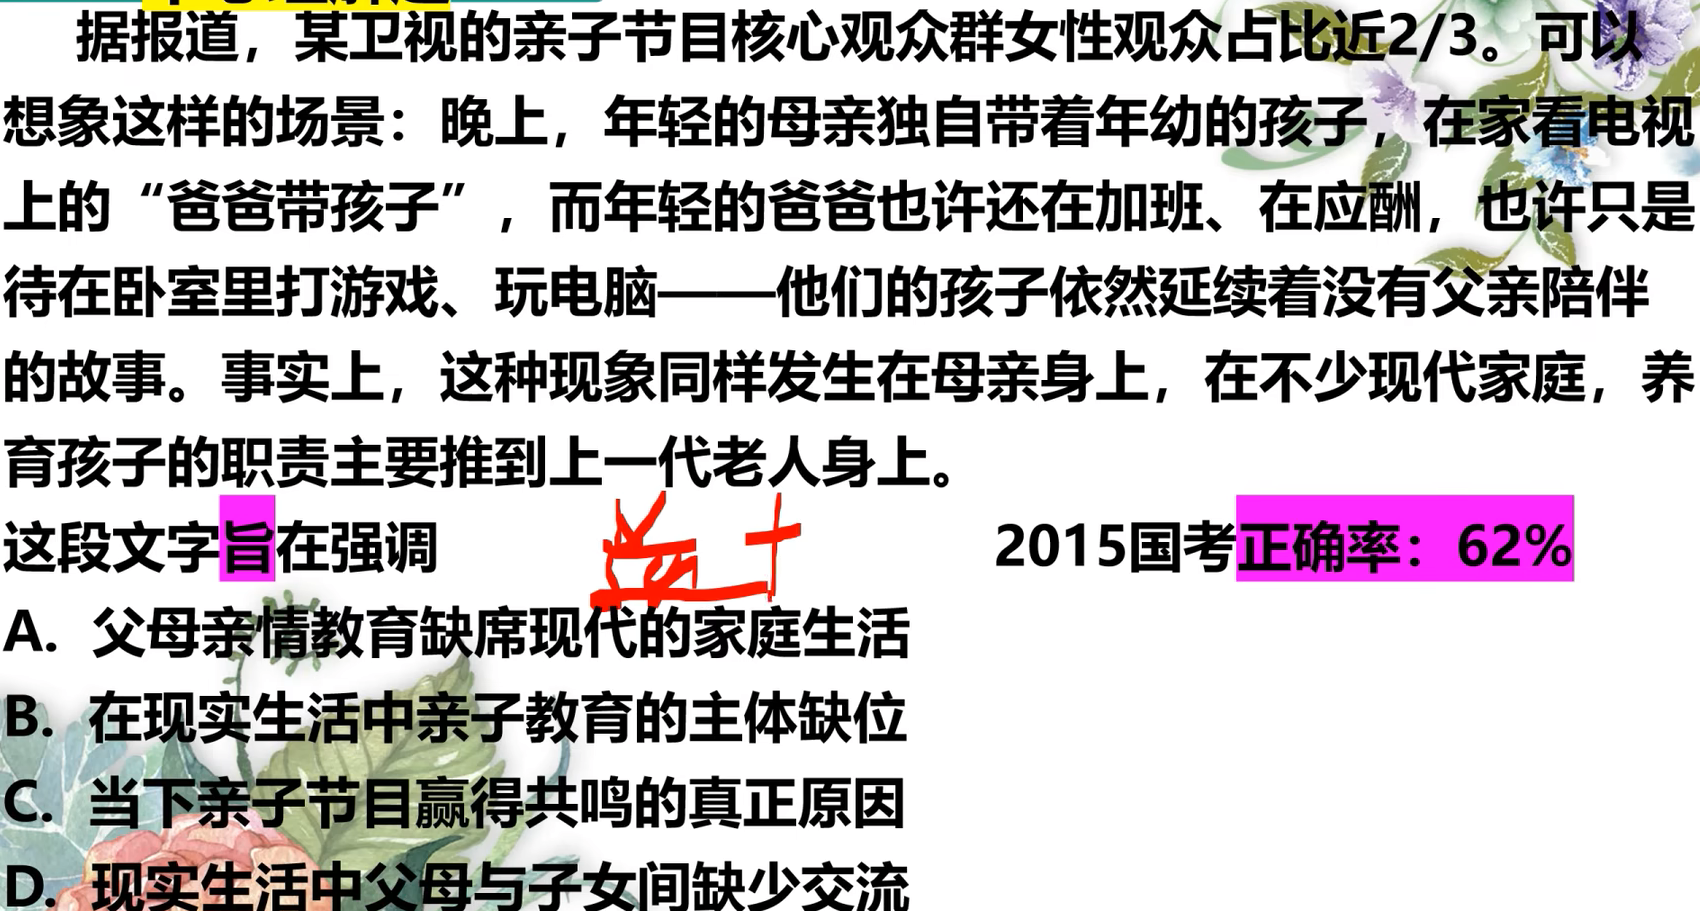 据报道，某卫视的亲子节目核心观众群女性观众占比近2/3。可以
想象这样的场景：晚上，年轻的母亲独自带着年幼的孩子，在家看电视
上的“爸爸带孩子”，而年轻的爸爸也许还在加班、在应酬，也许只是
待在卧室里打游戏、玩电脑——他们的孩子依然延续着没有父亲陪伴
的故事。事实上，这种现象同样发生在母亲身上，在不少现代家庭，养
育孩子的职责主要推到上一代老人身上。
这段文字旨在强调 2015国考正确率：62%
A. 父母亲情教育缺席现代的家庭生活
B. 在现实生活中亲子教育的主体缺位
C. 当下亲子节目赢得共鸣的真正原因
D. 现实生活中父母与子女间缺少交流